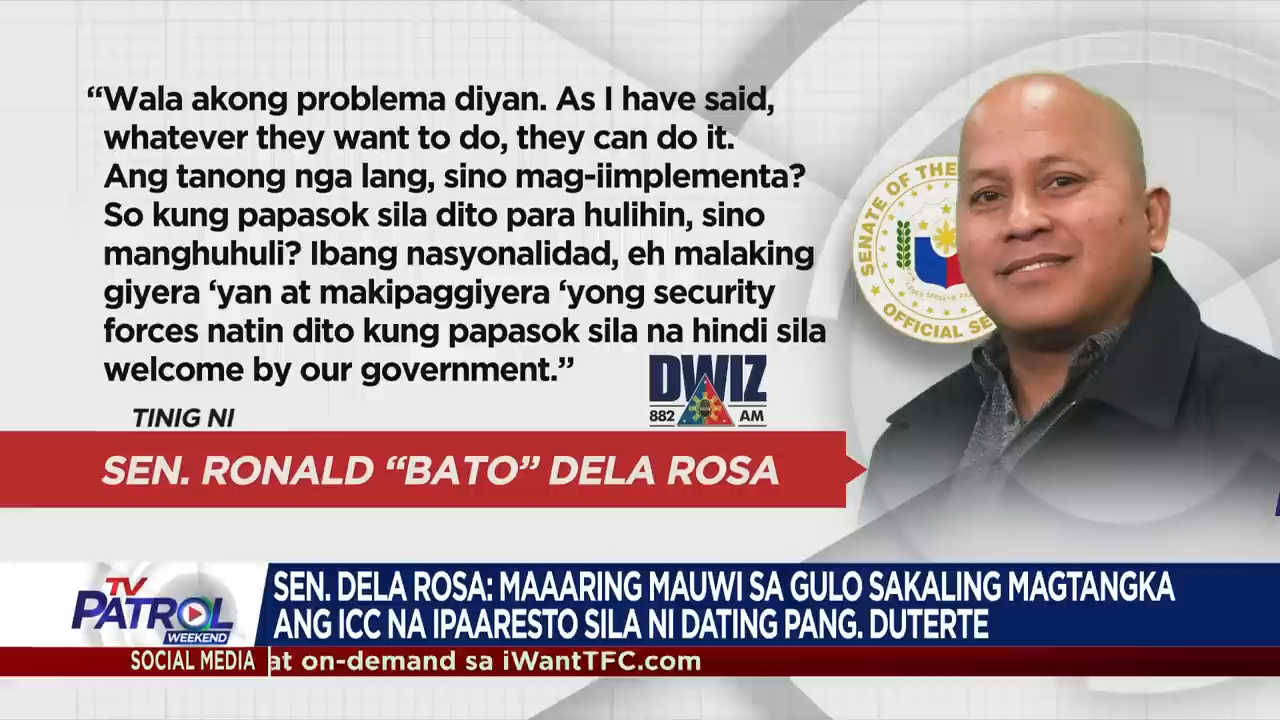 “Wala akong problema diyan. As I have said,
whatever they want to do, they can do it.
Ang tanong nga lang, sino mag-iimplementa?
So kung papasok sila dito para hulihin, sino
manghuhuli? Ibang nasyonalidad, eh malaking
giyera ‘yan at makipaggiyera ‘yong security
forces natin dito kung papasok sila na hindi sila
welcome by our government.”
DWIZ
882 AM
TINIG NI
SEN. RONALD “BATO” DELA ROSA
SENATE OF THE
OFFICIAL SE
TV PATROL
WEEKEND
SEN. DELA ROSA: MAAARING MAUWI SA GULO SAKALING MAGTANGKA
ANG ICC NA IPAARESTO SILA NI DATING PANG. DUTERTE
SOCIAL MEDIA
at on-demand sa iWantTFC.com